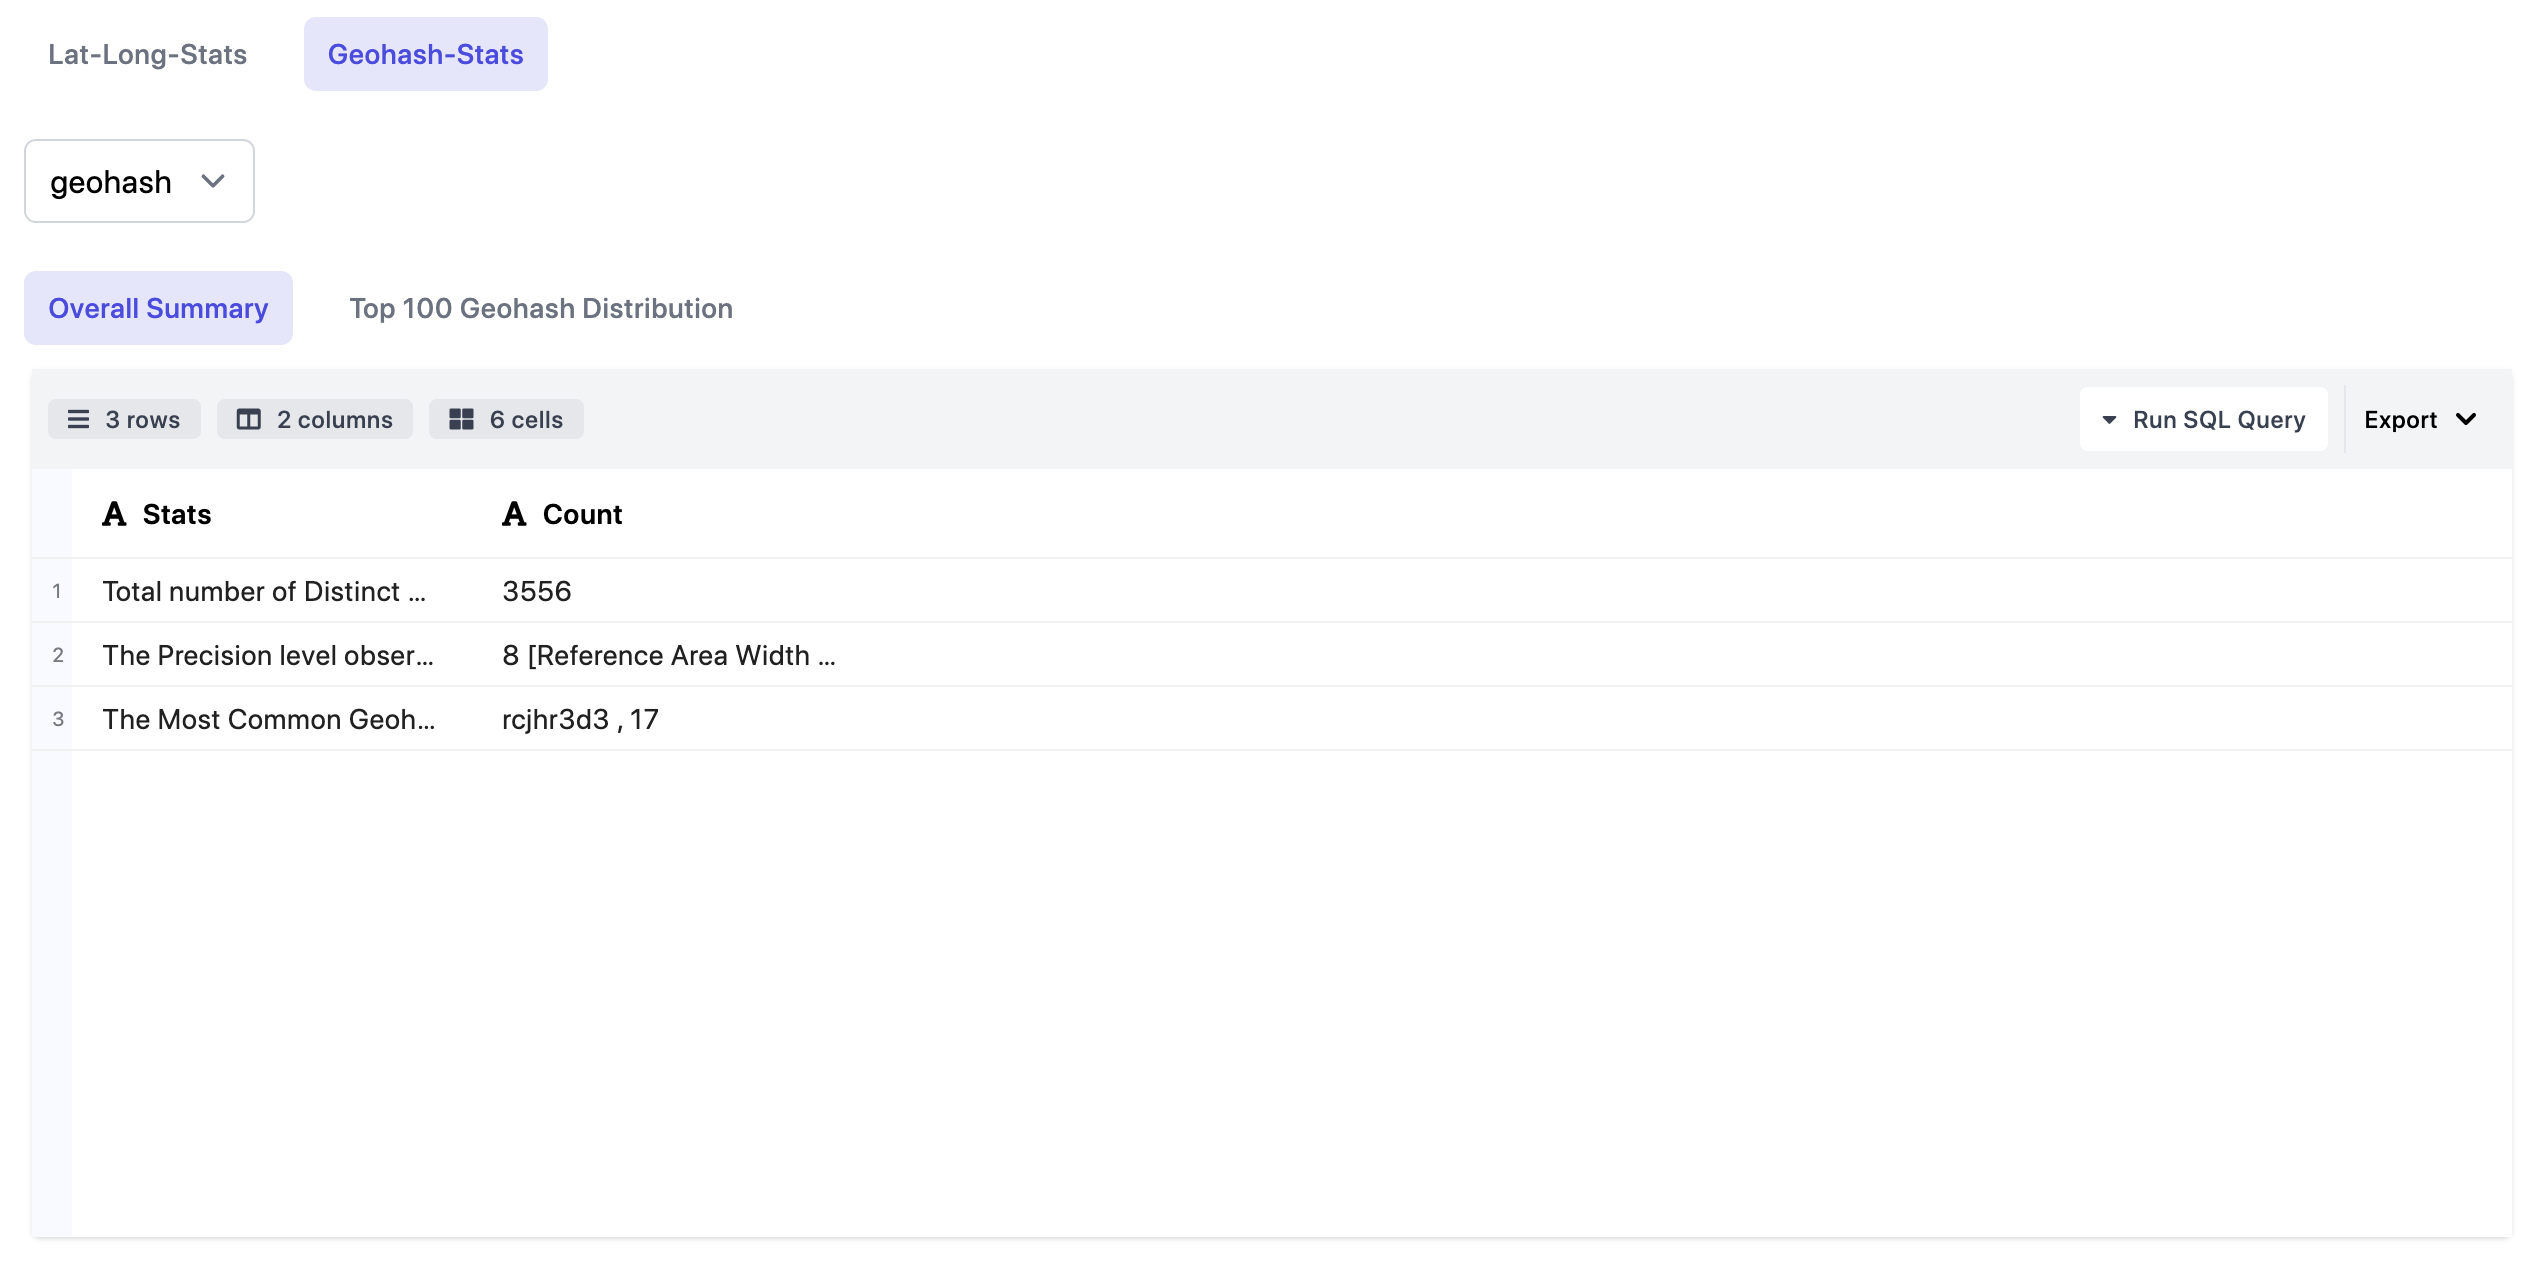 Lat-Long-Stats Geohash-Stats
geohash
Overall Summary Top 100 Geohash Distribution
3 rows 2 columns 6 cells Run SQL Query Export
Stats Count
1 Total number of Distinct ... 3556
2 The Precision level obser... 8 [Reference Area Width ...
3 The Most Common Geoh... rcjhr3d3 , 17